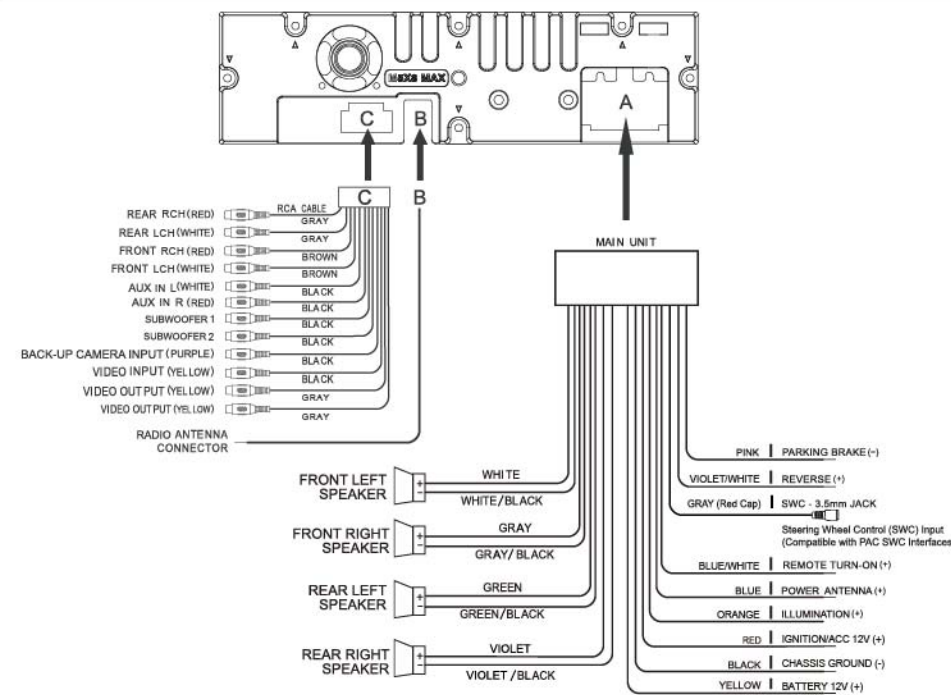 MAXX MAX
A
C
B
C
B
RCA CABLE
REAR RCH(RED)
GRAY
REAR LCH(WHITE)
GRAY
FRONT RCH (RED)
BROWN
FRONT LCH(WHITE)
BROWN
AUX IN L(WHITE)
BLACK
AUX IN R (RED)
BLACK
SUBWOOFER 1
BLACK
SUBWOOFER 2
BLACK
BACK-UP CAMERA INPUT (PURPLE)
BLACK
VIDEO INPUT (YELLOW)
BLACK
VIDEO OUTPUT (YELLOW)
GRAY
VIDEO OUTPUT (YELLOW)
GRAY
RADIO ANTENNA
CONNECTOR
MAIN UNIT
FRONT LEFT
SPEAKER
+
-
WHITE
WHITE/BLACK
FRONT RIGHT
SPEAKER
+
-
GRAY
GRAY/ BLACK
REAR LEFT
SPEAKER
+
-
GREEN
GREEN/BLACK
REAR RIGHT
SPEAKER
+
-
VIOLET
VIOLET /BLACK
PINK | PARKING BRAKE (-)
VIOLET/WHITE | REVERSE (+)
GRAY (Red Cap) | SWC - 3.5mm JACK
Steering Wheel Control (SWC) Input
(Compatible with PAC SWC Interfaces
BLUE/WHITE | REMOTE TURN-ON (+)
BLUE | POWER ANTENNA (+)
ORANGE | ILLUMINATION (+)
RED | IGNITION/ACC 12V (+)
BLACK | CHASSIS GROUND (-)
YELLOW | BATTERY 12V (+)